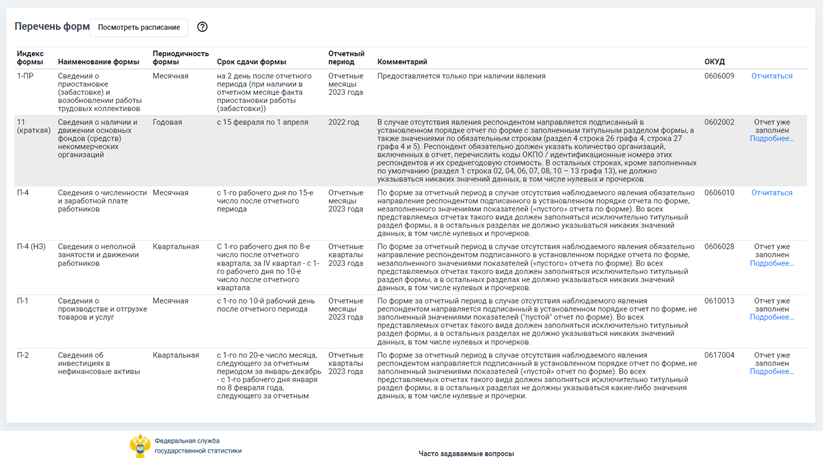 Перечень форм
Посмотреть расписание
?
Индекс формы	Наименование формы	Периодичность формы	Срок сдачи формы	Отчетный период	Комментарий	ОКУД
1-ПР
Сведения о
приостановке
(забастовке) и
возобновлении работы
трудовых коллективов
Месячная
на 2 день после отчетного
периода (при наличии в
отчетном месяце факта
приостановки работы
(забастовки))
Отчетные
месяцы
2023 года
Предоставляется только при наличии явления
0606009
Отчитаться
11
(краткая)
Сведения о наличии и
движении основных
фондов (средств)
некоммерческих
организаций
Годовая
с 15 февраля по 1 апреля
2022 год
В случае отсутствия явления респондентом направляется подписанный в
установленном порядке отчет по форме с заполненным титульным разделом формы, а
также значениями по обязательным строкам (раздел 4 строка 26 графа 4, строка 27
графа 4 и 5). Респондент обязательно должен указать количество организаций,
включенных в отчет, перечислить коды ОКПО / идентификационные номера этих
респондентов и их среднегодовую стоимость. В остальных строках, кроме заполненных
по умолчанию (раздел 1 строка 02, 04, 06, 07, 08, 10 – 13 графа 13), не должно
указываться никаких значений данных, в том числе нулевых и прочерков.
0602002
Отчет уже
заполнен
Подробнее...
П-4
Сведения о численности
и заработной плате
работников
Месячная
с 1-го рабочего дня по 15-е
число после отчетного
периода
Отчетные
месяцы
2023 года
По форме за отчетный период в случае отсутствия наблюдаемого явления обязательно
направление респондентом подписанного в установленном порядке отчета по форме,
незаполненного значениями показателей («пустого» отчета по форме). Во всех
представляемых отчетах такого вида должен заполняться исключительно титульный
раздел формы, а в остальных разделах не должно указываться никаких значений
данных, в том числе нулевых и прочерков.
0606010
Отчитаться
П-4 (НЗ)
Сведения о неполной
занятости и движении
работников
Квартальная
С 1-го рабочего дня по 8-е
число после отчетного
квартала, за IV квартал - с 1-
го рабочего дня по 10-е
число после отчетного
квартала
Отчетные
кварталы
2023 года
По форме за отчетный период в случае отсутствия наблюдаемого явления обязательно
направление респондентом подписанного в установленном порядке отчета по форме,
незаполненного значениями показателей («пустого» отчета по форме). Во всех
представляемых отчетах такого вида должен заполняться исключительно титульный
раздел формы, а в остальных разделах не должно указываться никаких значений
данных, в том числе нулевых и прочерков.
0606028
Отчет уже
заполнен
Подробнее...
П-1
Сведения о
производстве и отгрузке
товаров и услуг
Месячная
с 1-го по 10-й рабочий день
после отчетного периода
Отчетные
месяцы
2023 года
По форме за отчетный период в случае отсутствия наблюдаемого явления
респондентом направляется подписанный в установленном порядке отчет по форме, не
заполненный значениями показателей ("пустой" отчет по форме). Во всех
представляемых отчетах такого вида должен заполняться исключительно титульный
раздел формы, а в остальных разделах не должно указываться никаких значений
данных, в том числе нулевых и прочерков.
0610013
Отчет уже
заполнен
Подробнее...
П-2
Сведения об
инвестициях в
нефинансовые активы
Квартальная
с 1-го по 20-е число месяца,
следующего за отчетным
периодом за январь-декабрь
- с 1-го рабочего дня января
по 8 февраля года,
следующего за отчетным
Отчетные
кварталы
2023 года
По форме за отчетный период в случае отсутствия наблюдаемого явления
респондентом направляется подписанный в установленном порядке отчет по форме, не
заполненный значениями показателей («пустой» отчет по форме). Во всех
представляемых отчетах такого вида должен заполняться исключительно титульный
раздел формы, а в остальных разделах не должны указываться какие-либо значения
данных, в том числе нулевые и прочерки.
0617004
Отчет уже
заполнен
Подробнее...
Федеральная служба
государственной статистики
Часто задаваемые вопросы